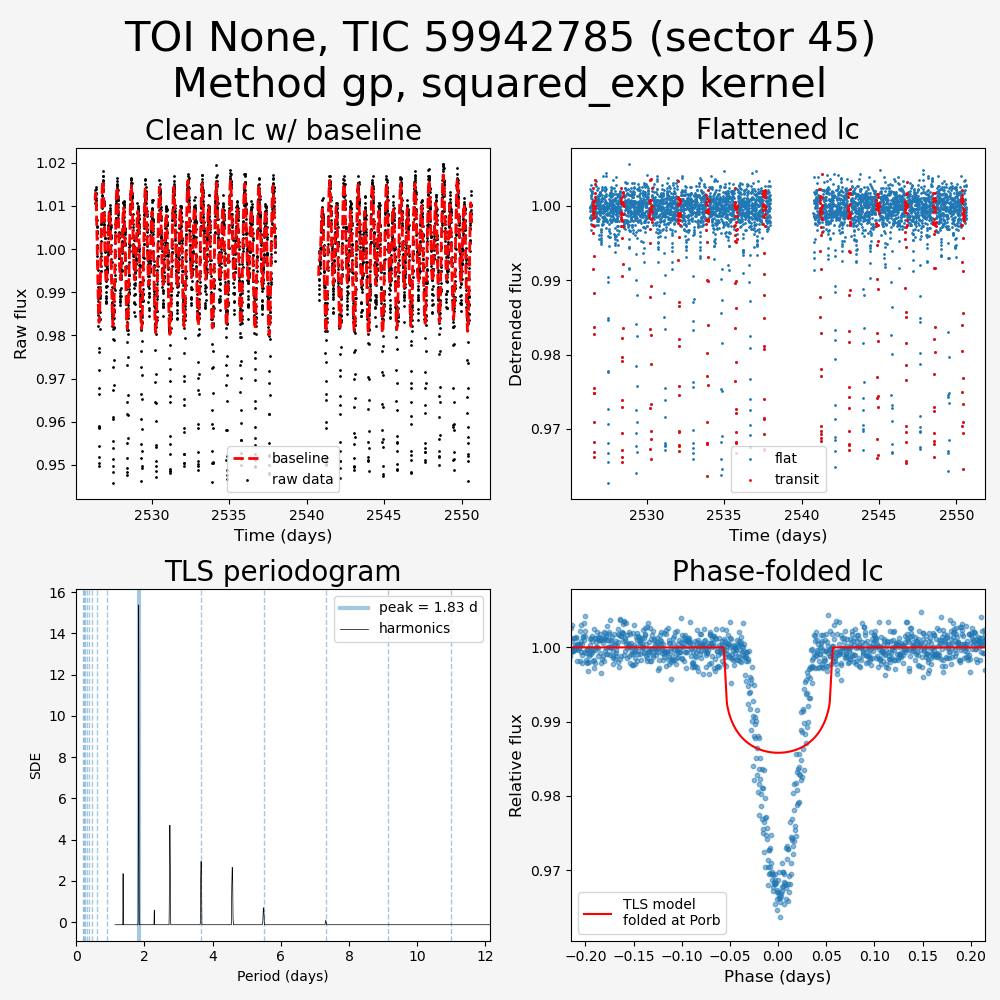 TOI None, TIC 59942785 (sector 45)
Method gp, squared_exp kernel
Clean lc w/ baseline
Raw flux
1.02
1.01
1.00
0.99
0.98
0.97
0.96
0.95
baseline
raw data
2530 2535 2540 2545 2550
Time (days)
Flattened lc
Detrended flux
1.00
0.99
0.98
0.97
flat
transit
2530 2535 2540 2545 2550
Time (days)
TLS periodogram
SDE
16
14
12
10
8
6
4
2
0
peak = 1.83 d
harmonics
0 2 4 6 8 10 12
Period (days)
Phase-folded lc
Relative flux
1.00
0.99
0.98
0.97
TLS model
folded at Porb
−0.20 −0.15 −0.10 −0.05 0.00 0.05 0.10 0.15 0.20
Phase (days)